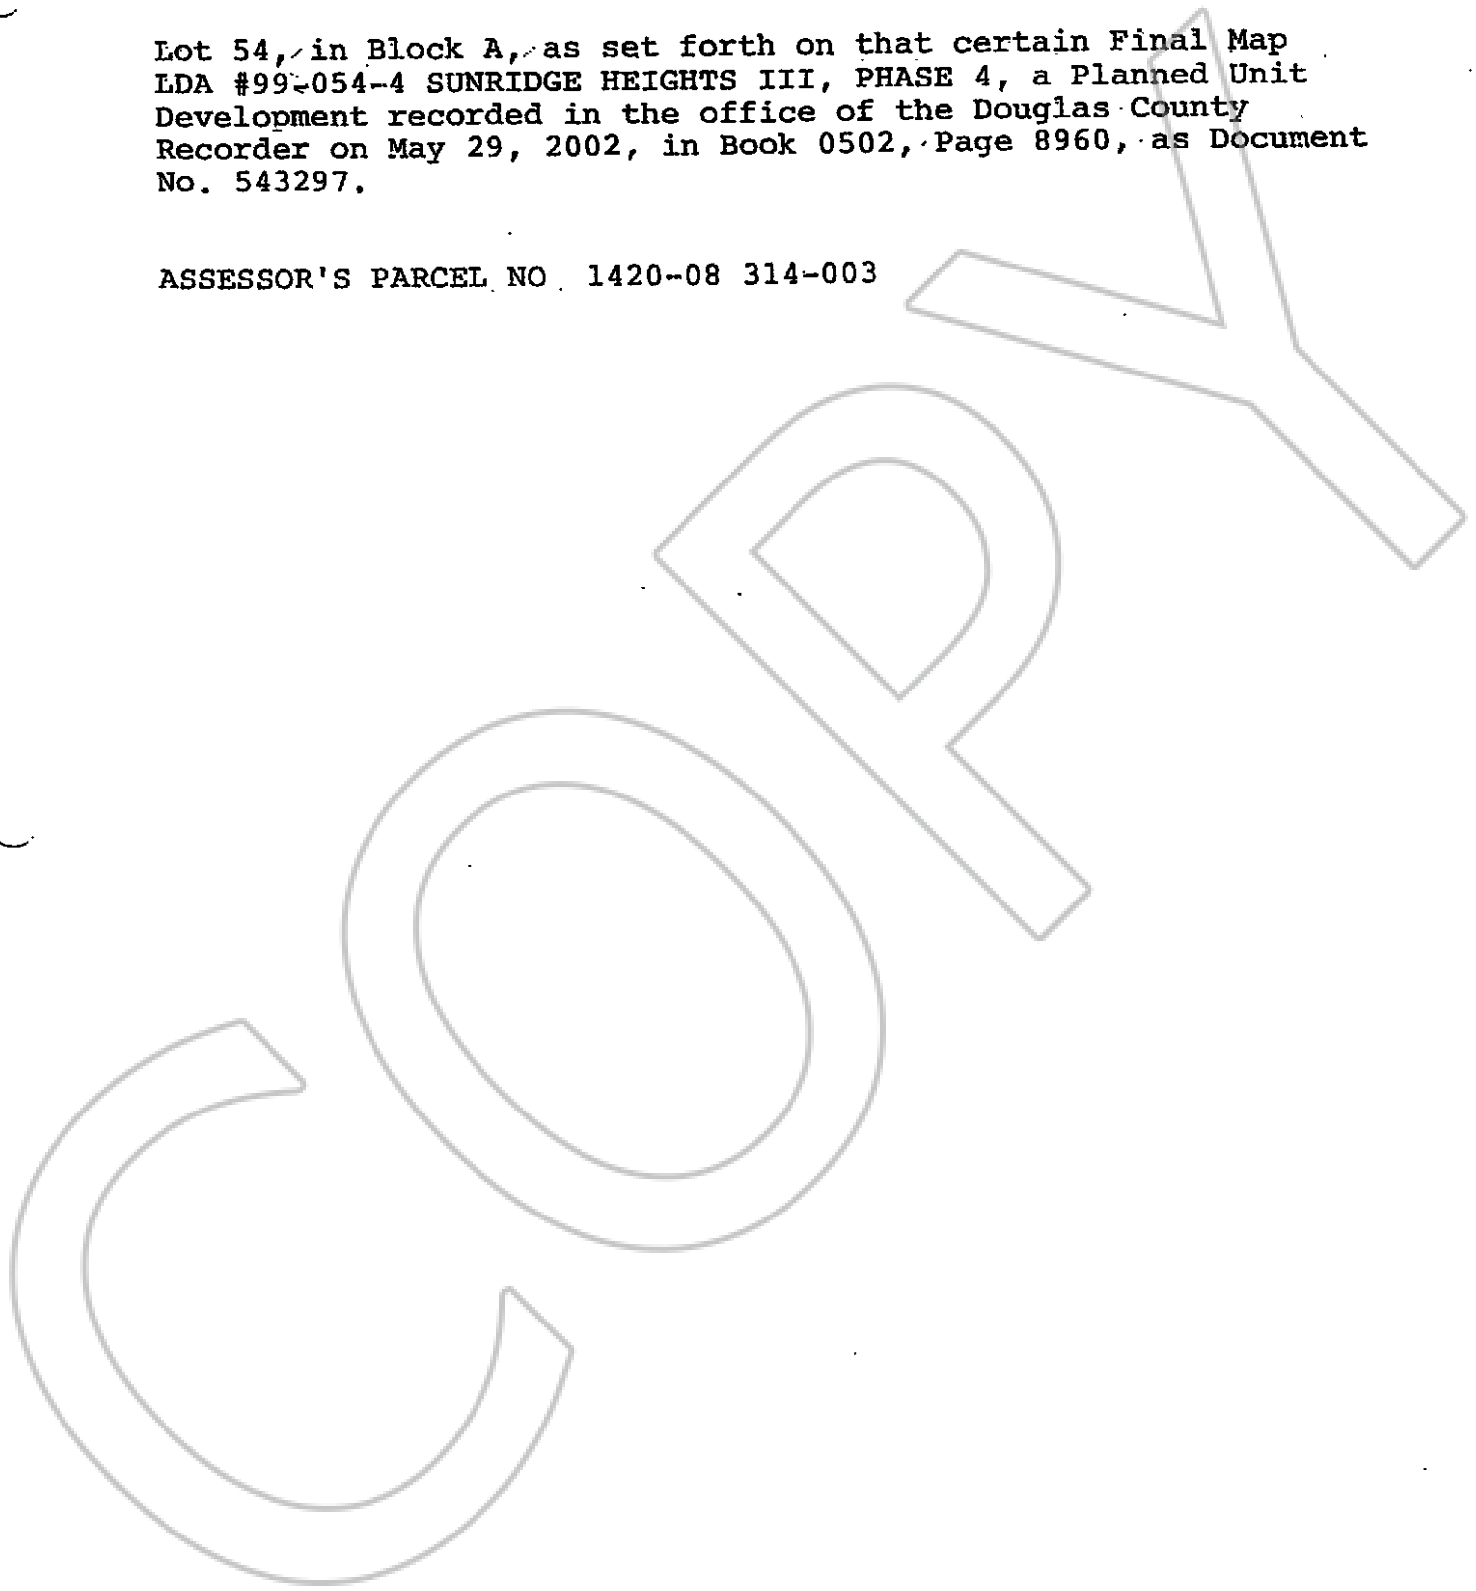 Lot 54, in Block A, as set forth on that certain Final Map
LDA #99-054-4 SUNRIDGE HEIGHTS III, PHASE 4, a Planned Unit
Development recorded in the office of the Douglas County
Recorder on May 29, 2002, in Book 0502, Page 8960, as Document
No. 543297.
ASSESSOR'S PARCEL NO. 1420-08 314-003
COPY